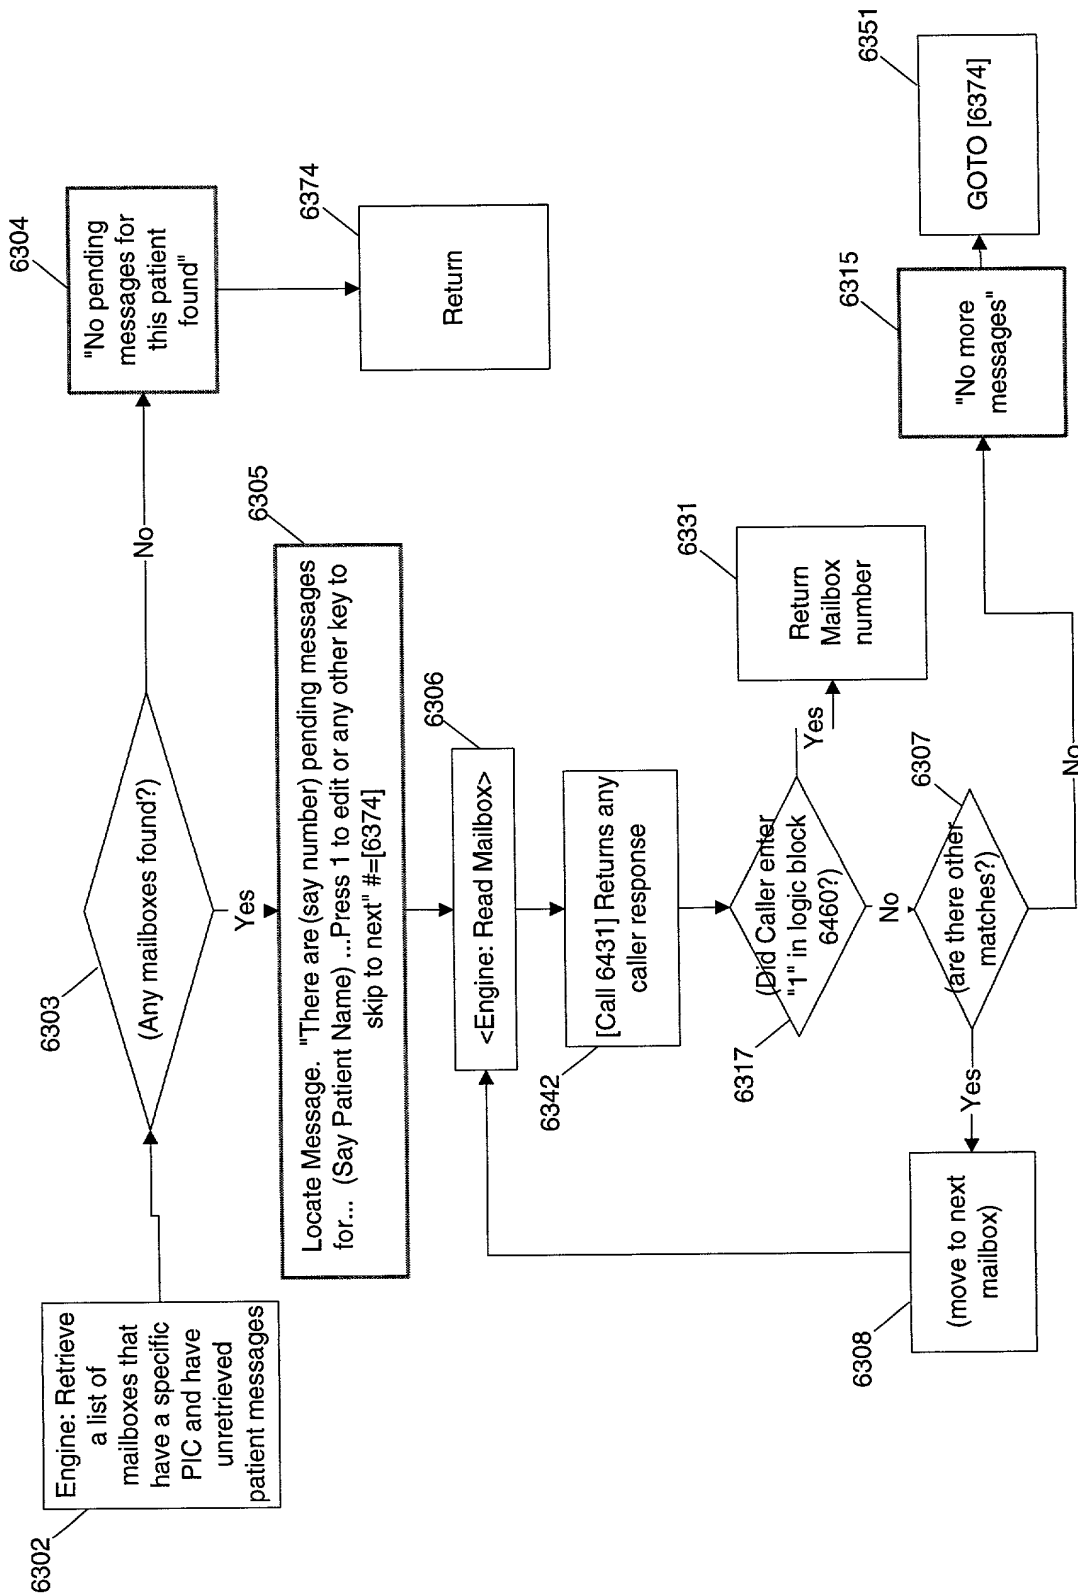 6302
Engine: Retrieve
a list of
mailboxes that
have a specific
PIC and have
unretrieved
patient messages
6303
(Any mailboxes found?)
No
6304
"No pending
messages for
this patient
found"
6374
Return
Yes
6305
Locate Message. "There are (say number) pending messages
for... (Say Patient Name) ...Press 1 to edit or any other key to
skip to next" #=[6374]
6306
<Engine: Read Mailbox>
6342
[Call 6431] Returns any
caller response
6317
(Did Caller enter
"1" in logic block
6460?)
Yes
6331
Return
Mailbox
number
No
6307
(are there other
matches?)
Yes
6308
(move to next
mailbox)
No
6315
"No more
messages"
6351
GOTO [6374]